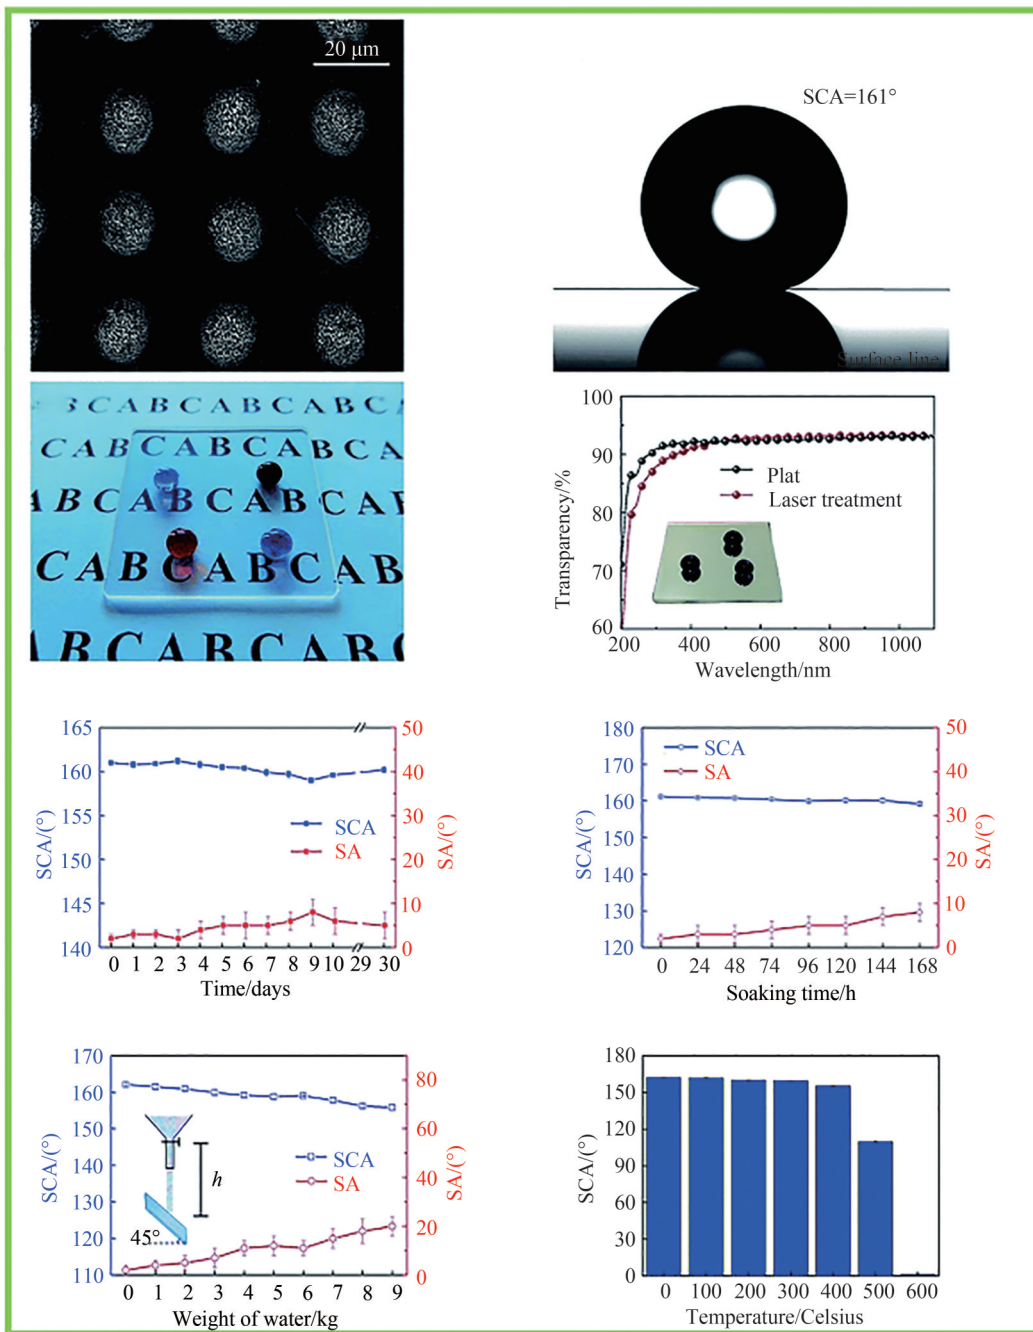 20 μm
SCA=161°
Surface line
BCABCABCABCA
ABCABCABCAB
ABCABCABCA
CABCABCAB
ABCABCABC
100
90
80
70
60
Transparency/%
Plat
Laser treatment
200 400 600 800 1000
Wavelength/nm
165
160
155
150
145
140
SCA/(°)
SCA
SA
50
40
30
20
10
0
SA/(°)
0 1 2 3 4 5 6 7 8 9 10 29 30
Time/days
180
170
160
150
140
130
120
SCA/(°)
SCA
SA
50
40
30
20
10
0
SA/(°)
0 24 48 74 96 120 144 168
Soaking time/h
170
160
150
140
130
120
110
SCA/(°)
h
45°
SCA
SA
80
60
40
20
0
SA/(°)
0 1 2 3 4 5 6 7 8 9
Weight of water/kg
180
150
120
90
60
30
0
SCA/(°)
0 100 200 300 400 500 600
Temperature/Celsius